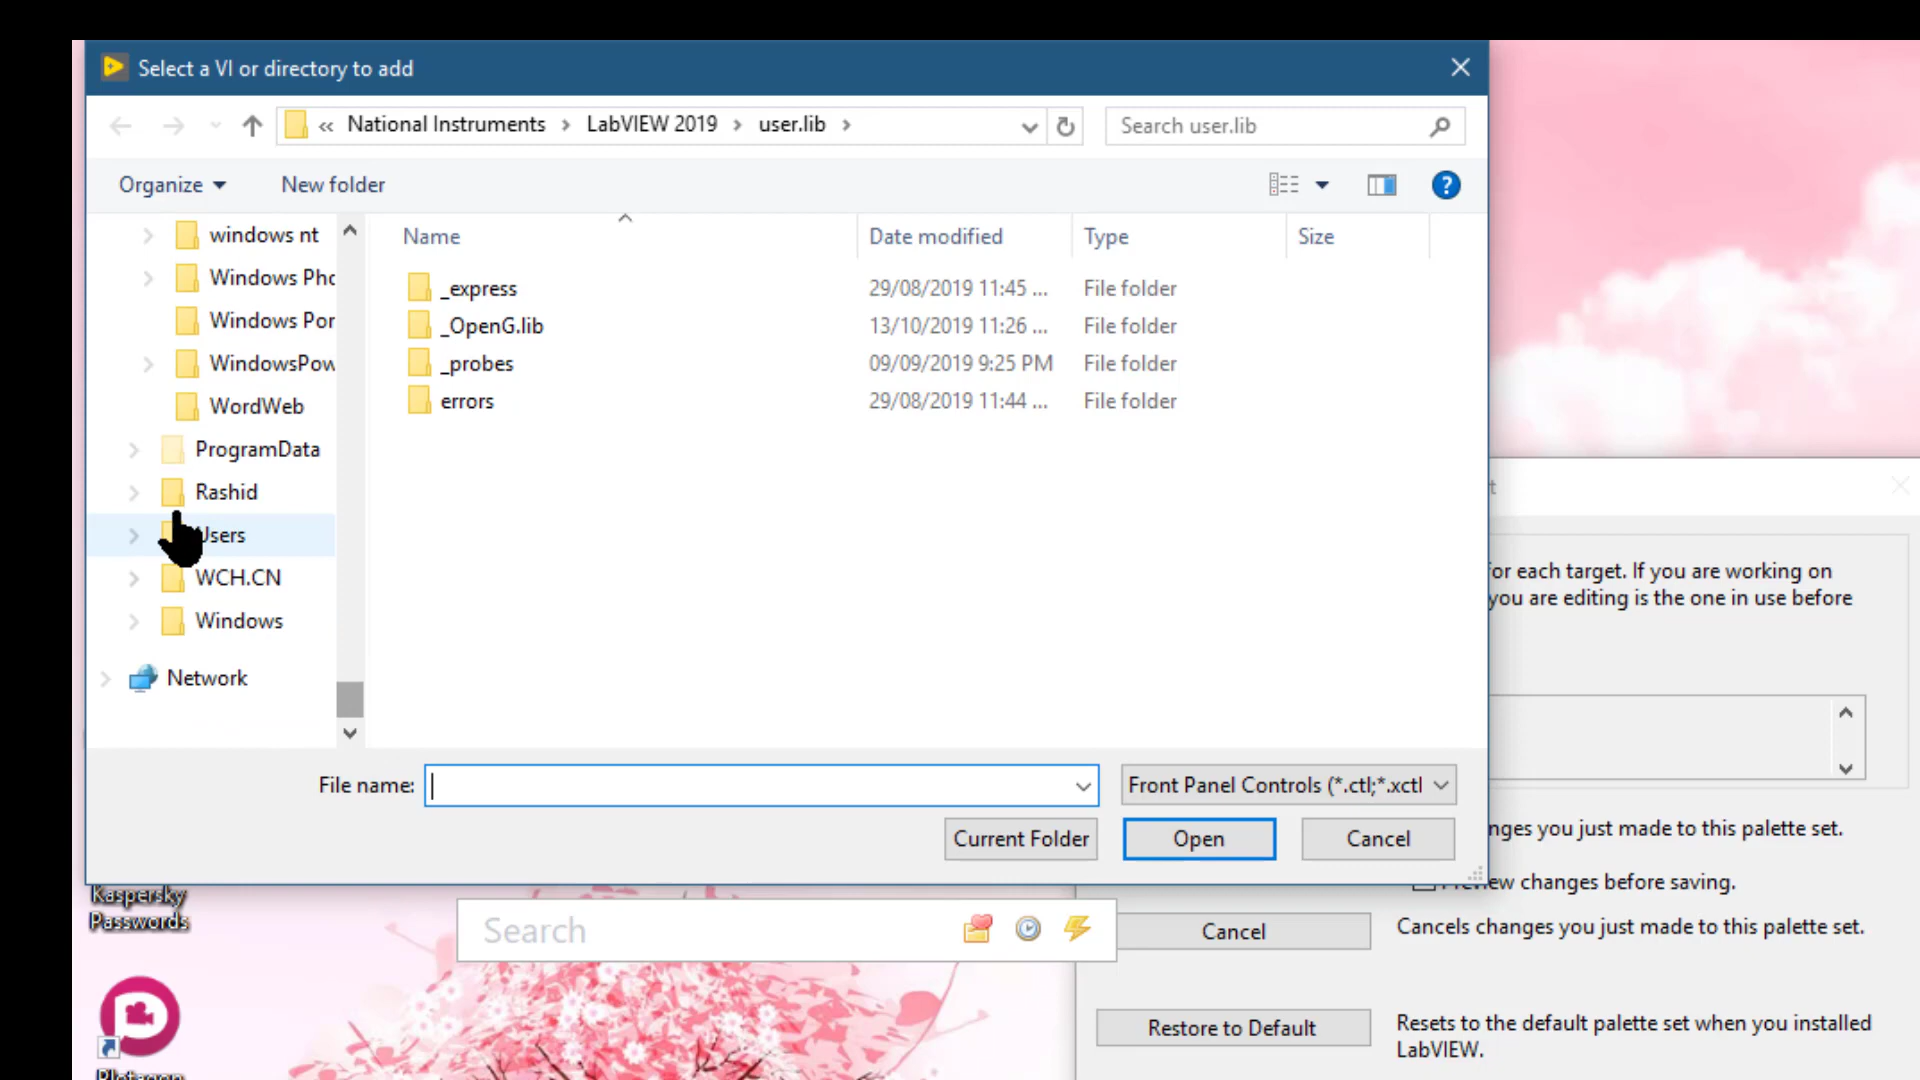 Select a VI or directory to add
« National Instruments > LabVIEW 2019 > user.lib >
Search user.lib
Organize
New folder
windows nt
Windows Phc
Windows Por
WindowsPow
WordWeb
ProgramData
Rashid
Users
WCH.CN
Windows
Network
Name Date modified Type Size
_express 29/08/2019 11:45 ... File folder
_OpenG.lib 13/10/2019 11:26 ... File folder
_probes 09/09/2019 9:25 PM File folder
errors 29/08/2019 11:44 ... File folder
File name:
Front Panel Controls (*.ctl;*.xctl
Current Folder
Open
Cancel
t
for each target. If you are working on
you are editing is the one in use before
nges you just made to this palette set.
changes before saving.
Cancel
Cancels changes you just made to this palette set.
Restore to Default
Resets to the default palette set when you installed
LabVIEW.
Kaspersky
Passwords
Search